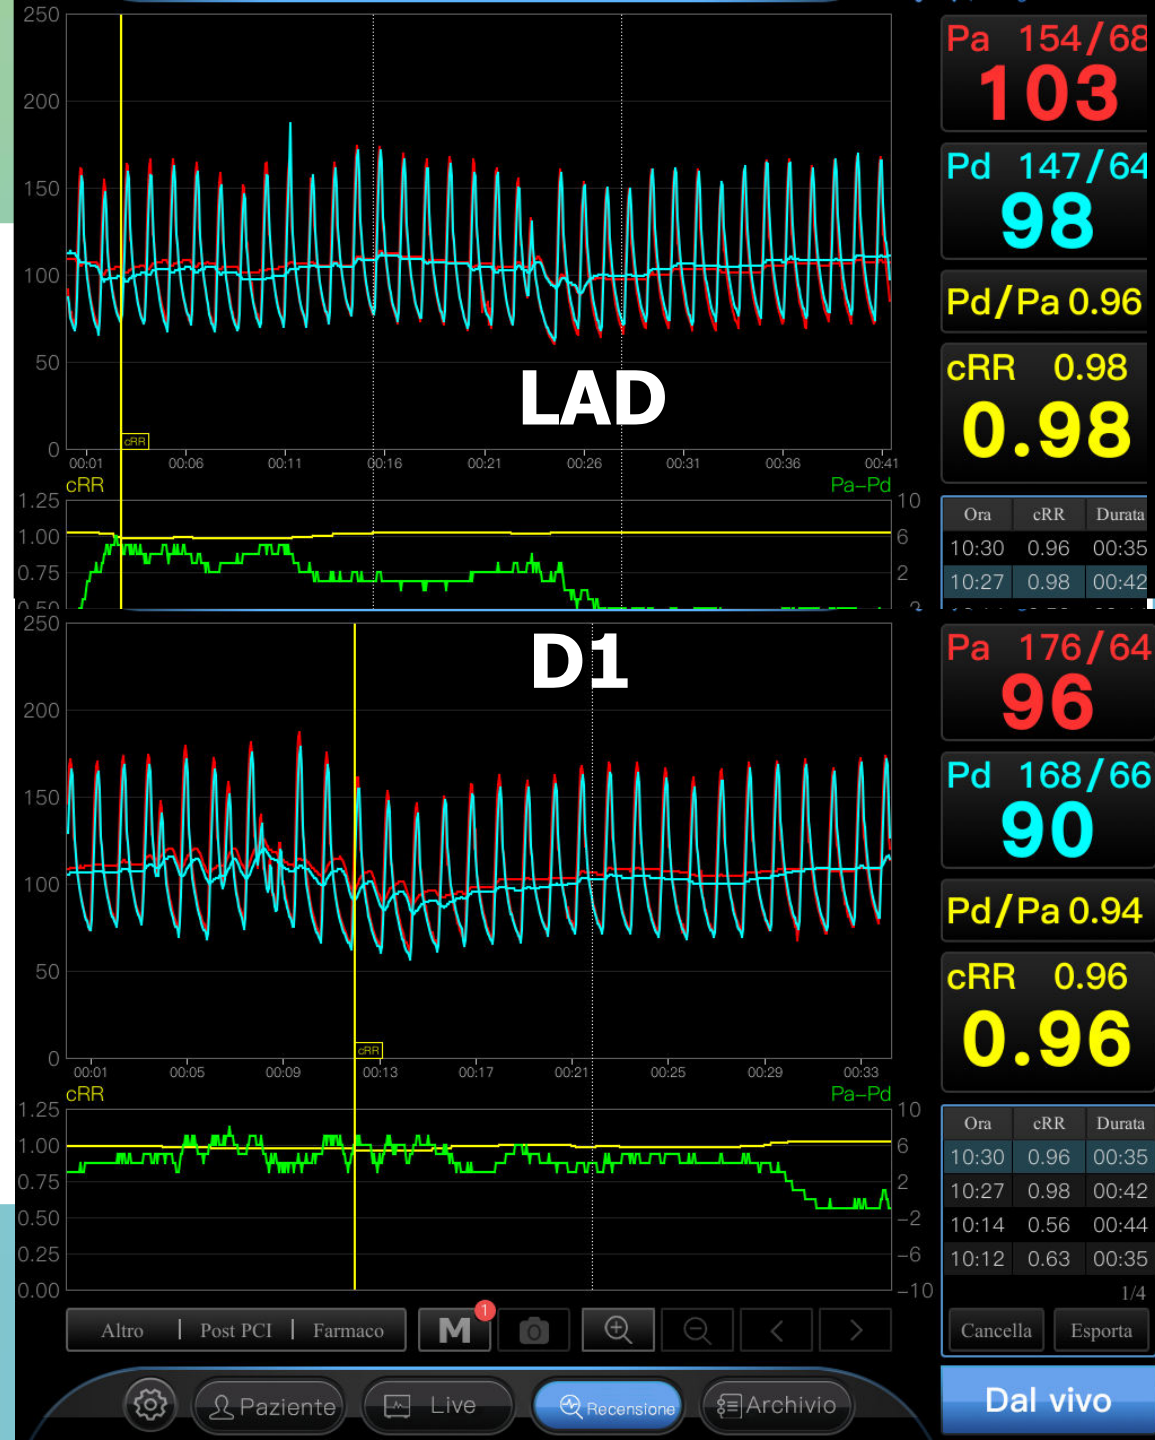 250
200
150
100
50
0
LAD
cRR
00:01 00:06 00:11 00:16 00:21 00:26 00:31 00:36 00:41
cRR Pa-Pd
1.25 10
1.00 6
0.75 2
0.50 -2
Pa 154/68
103
Pd 147/64
98
Pd/Pa 0.96
cRR 0.98
0.98
Ora cRR Durata
10:30 0.96 00:35
10:27 0.98 00:42
250
200
150
100
50
0
D1
cRR
00:01 00:05 00:09 00:13 00:17 00:21 00:25 00:29 00:33
cRR Pa-Pd
1.25 10
1.00 6
0.75 2
0.50 -2
0.25 -6
0.00 -10
Pa 176/64
96
Pd 168/66
90
Pd/Pa 0.94
cRR 0.96
0.96
Ora cRR Durata
10:30 0.96 00:35
10:27 0.98 00:42
10:14 0.56 00:44
10:12 0.63 00:35
1/4
Cancella Esporta
Altro | Post PCI | Farmaco M 1
Paziente Live Recensione Archivio
Dal vivo